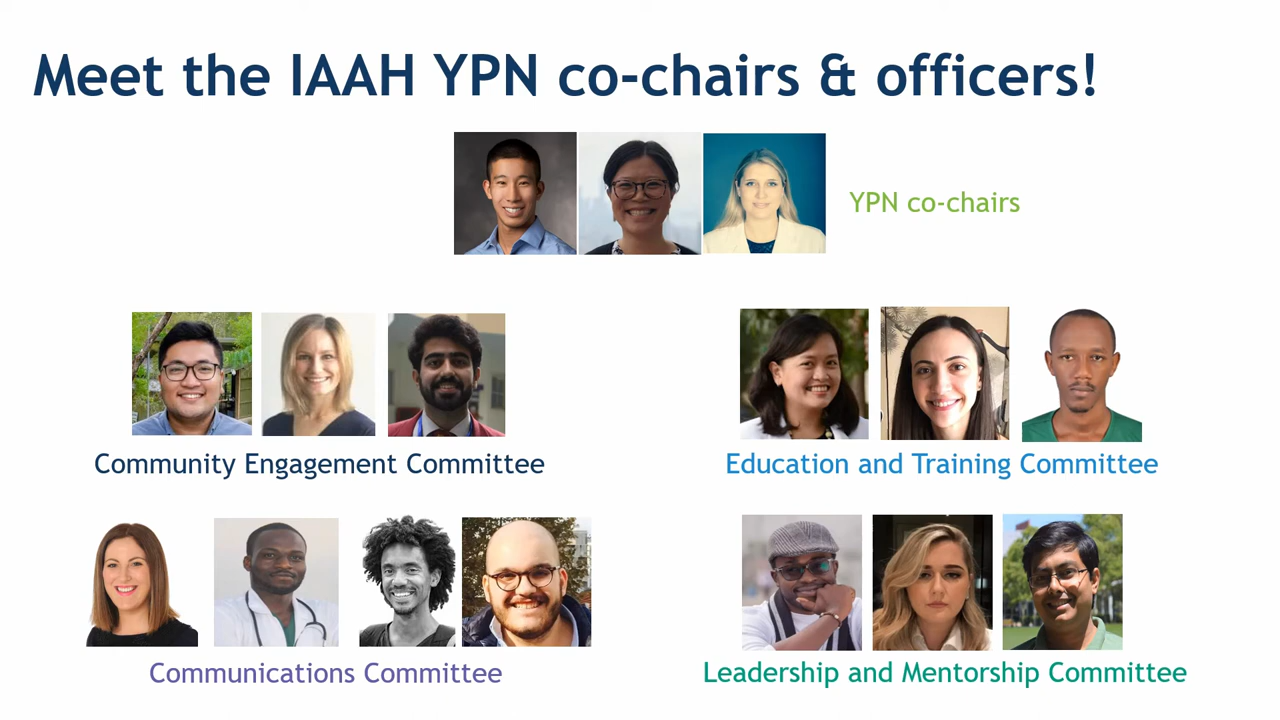 Meet the IAAH YPN co-chairs & officers!
YPN co-chairs
Community Engagement Committee
Education and Training Committee
Communications Committee
Leadership and Mentorship Committee